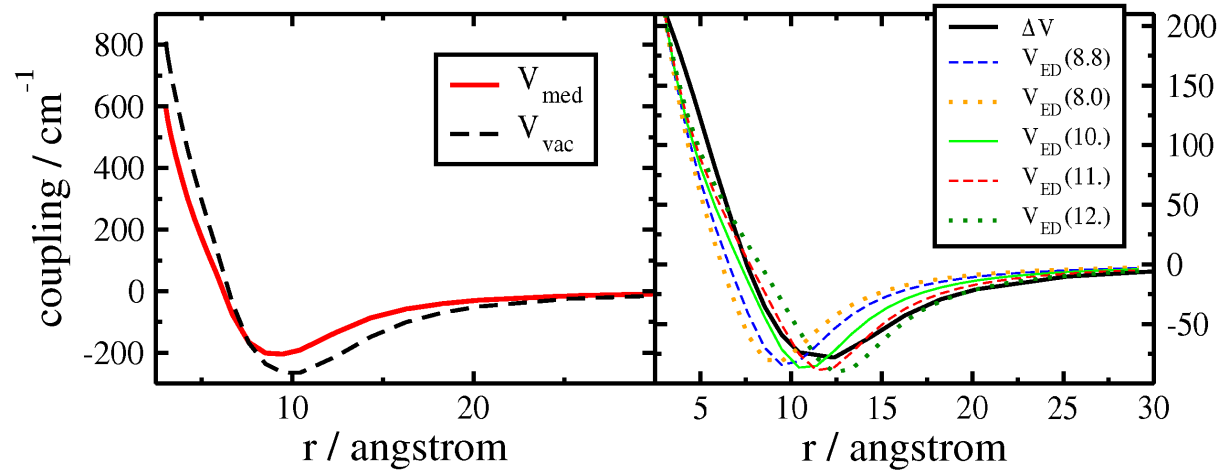 coupling / cm⁻¹
800
600
400
200
0
-200
10
20
r / angstrom
V_med
V_vac
ΔV
V_ED(8.8)
V_ED(8.0)
V_ED(10.)
V_ED(11.)
V_ED(12.)
200
150
100
50
0
-50
5
10
15
20
25
30
r / angstrom